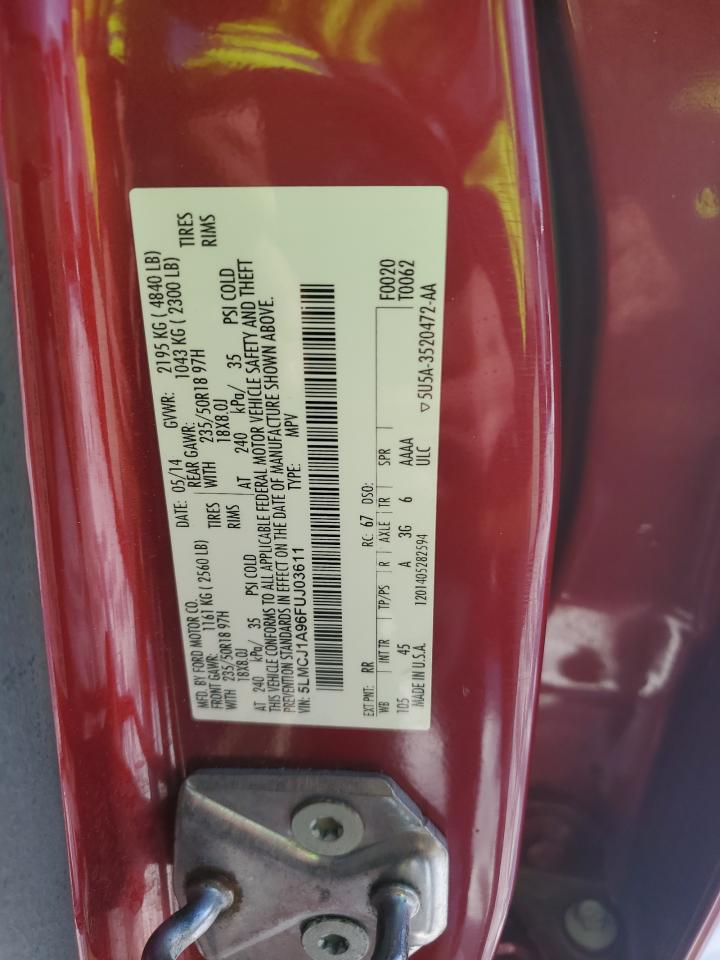 MFD. BY FORD MOTOR CO.
DATE: 05/14 GVWR: 2195 KG ( 4840 LB)
FRONT GAWR: 1161 KG ( 2560 LB) REAR GAWR: 1043 KG ( 2300 LB)
WITH 235/50R18 97H TIRES WITH 235/50R18 97H TIRES
18X8.0J RIMS 18X8.0J RIMS
AT 240 kPa/ 35 PSI COLD AT 240 kPa/ 35 PSI COLD
THIS VEHICLE CONFORMS TO ALL APPLICABLE FEDERAL MOTOR VEHICLE SAFETY AND THEFT
PREVENTION STANDARDS IN EFFECT ON THE DATE OF MANUFACTURE SHOWN ABOVE.
VIN: 5LMCJ1A96FUJ03611 TYPE: MPV
EXT PNT: RR RC: 67 DSO: F0020
WB INT TR TP/PS R AXLE TR SPR T0062
105 45 A 3G 6 AAAA
MADE IN U.S.A. 1201405282594 ULC ▽5U5A-3520472-AA